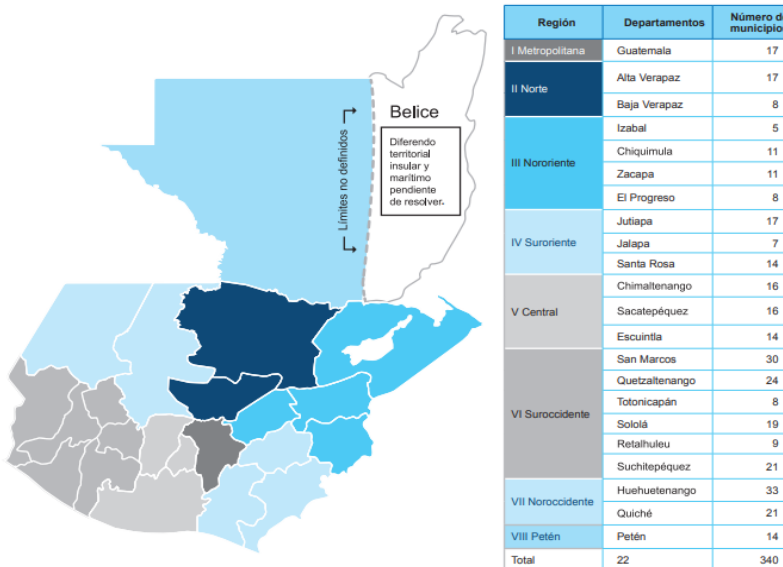 Belice
Límites no definidos
Diferendo
territorial
insular y
marítimo
pendiente
de resolver.
Región Departamentos Número de
municipios
I Metropolitana Guatemala 17
II Norte Alta Verapaz 17
Baja Verapaz 8
III Nororiente Izabal 5
Chiquimula 11
Zacapa 11
El Progreso 8
IV Suroriente Jutiapa 17
Jalapa 7
Santa Rosa 14
V Central Chimaltenango 16
Sacatepéquez 16
Escuintla 14
VI Suroccidente San Marcos 30
Quetzaltenango 24
Totonicapán 8
Sololá 19
Retalhuleu 9
Suchitepéquez 21
VII Noroccidente Huehuetenango 33
Quiché 21
VIII Petén Petén 14
Total 22 340